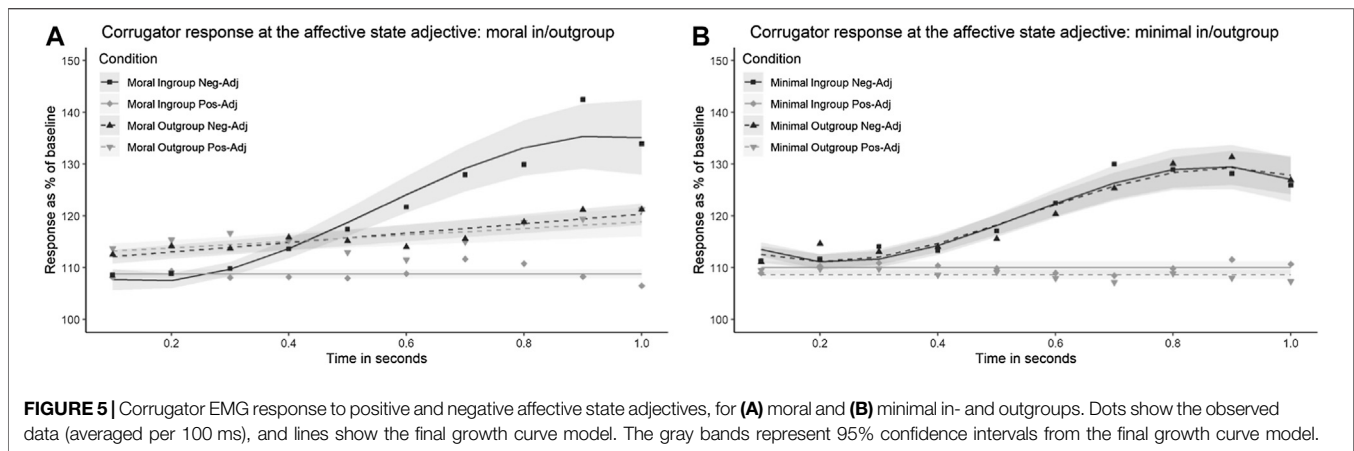 A Corrugator response at the affective state adjective: moral in/outgroup
Condition
Moral Ingroup Neg-Adj
Moral Ingroup Pos-Adj
Moral Outgroup Neg-Adj
Moral Outgroup Pos-Adj
Response as % of baseline
150
140
130
120
110
100
0.2 0.4 0.6 0.8 1.0
Time in seconds
B Corrugator response at the affective state adjective: minimal in/outgroup
Condition
Minimal Ingroup Neg-Adj
Minimal Ingroup Pos-Adj
Minimal Outgroup Neg-Adj
Minimal Outgroup Pos-Adj
Response as % of baseline
150
140
130
120
110
100
0.2 0.4 0.6 0.8 1.0
Time in seconds
FIGURE 5 | Corrugator EMG response to positive and negative affective state adjectives, for (A) moral and (B) minimal in- and outgroups. Dots show the observed
data (averaged per 100 ms), and lines show the final growth curve model. The gray bands represent 95% confidence intervals from the final growth curve model.